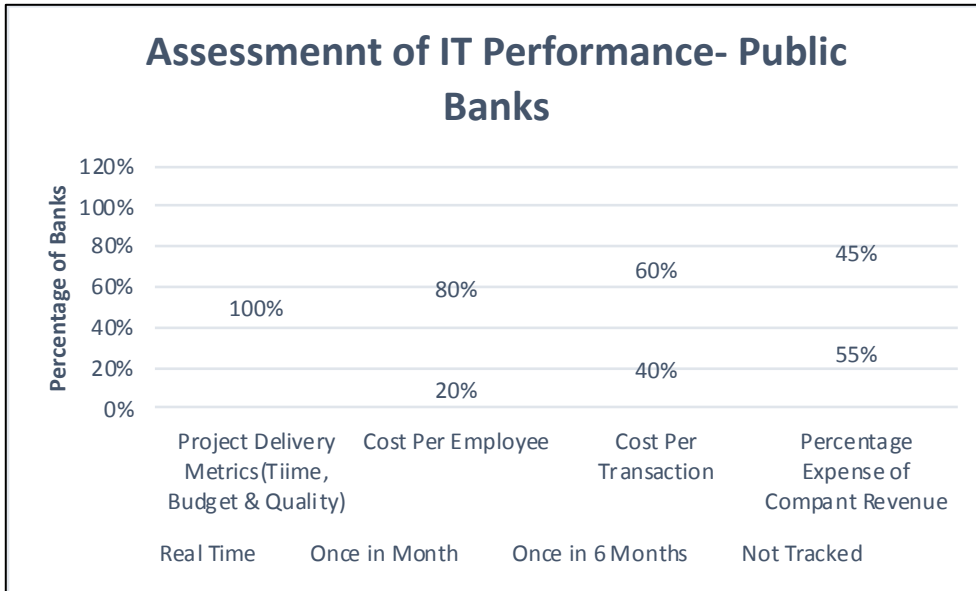 Assessmennt of IT Performance- Public
Banks
Percentage of Banks
120%
100%
80%
60%
40%
20%
0%
100%
80%
20%
60%
40%
45%
55%
Project Delivery
Metrics(Tiime,
Budget & Quality)
Cost Per Employee
Cost Per
Transaction
Percentage
Expense of
Compant Revenue
Real Time
Once in Month
Once in 6 Months
Not Tracked